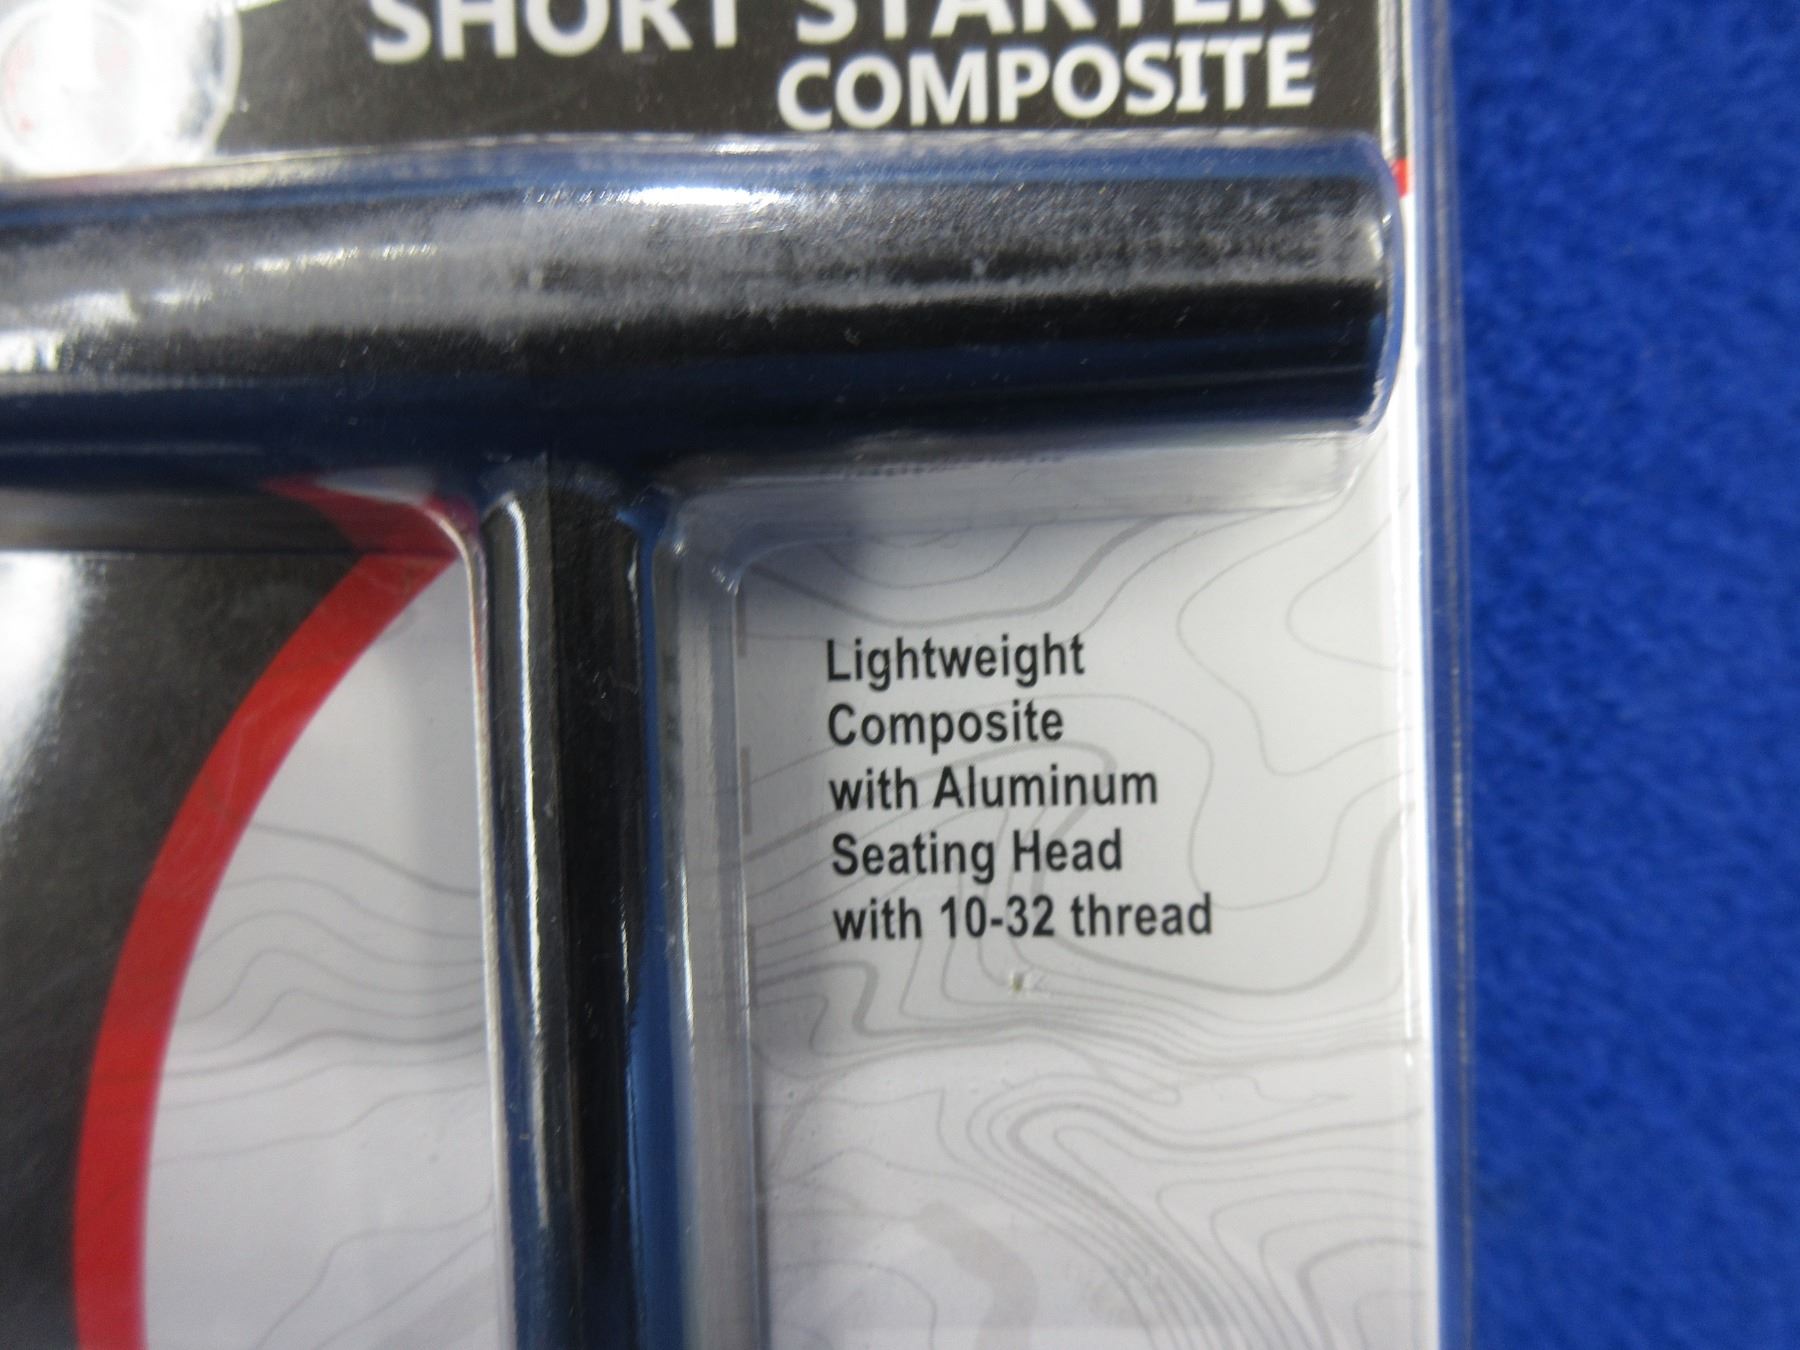 SHORT STARTER
COMPOSITE
Lightweight
Composite
with Aluminum
Seating Head
with 10-32 thread